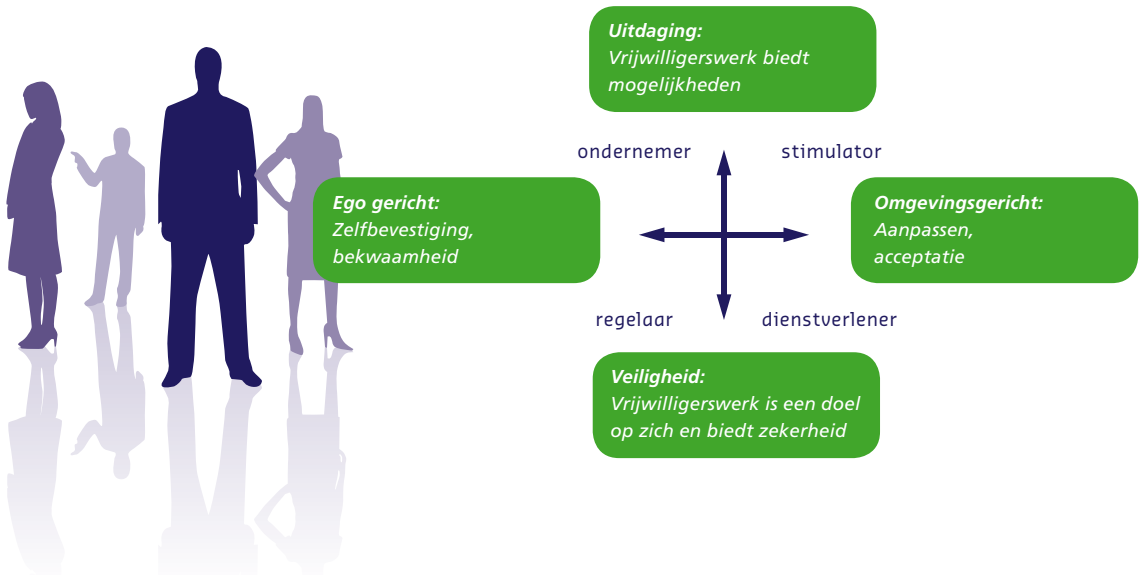 Uitdaging:
Vrijwilligerswerk biedt
mogelijkheden
ondernemer
stimulator
Ego gericht:
Zelfbevestiging,
bekwaamheid
Omgevingsgericht:
Aanpassen,
acceptatie
regelaar
dienstverlener
Veiligheid:
Vrijwilligerswerk is een doel
op zich en biedt zekerheid